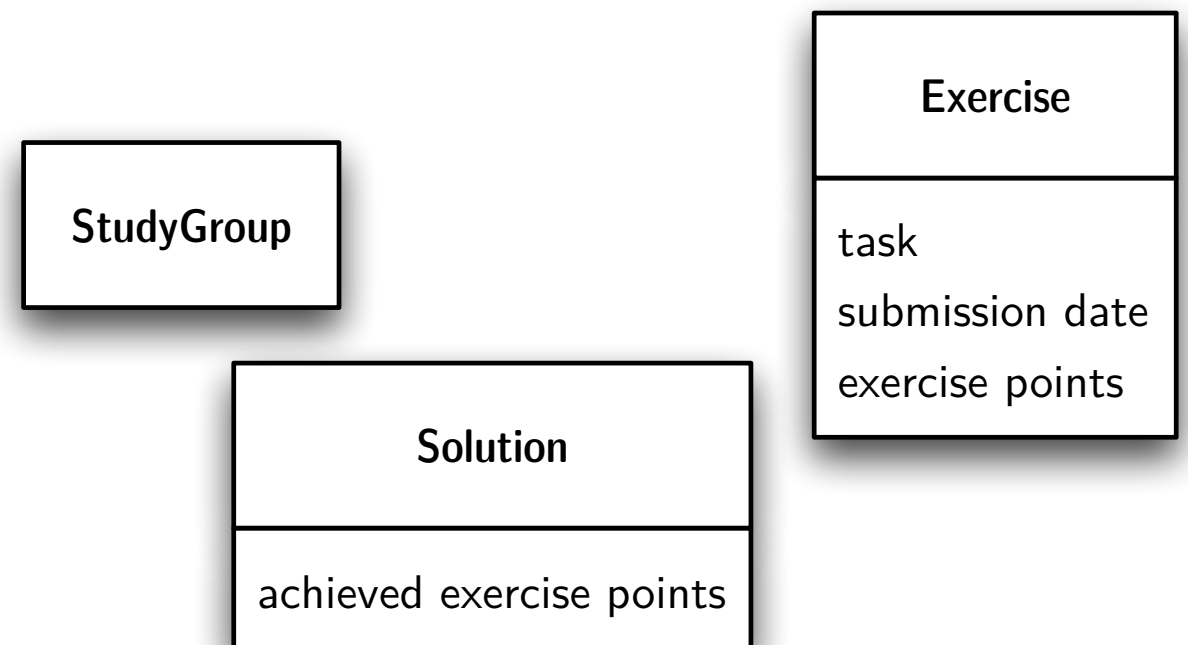 StudyGroup
Solution
achieved exercise points
Exercise
task
submission date
exercise points